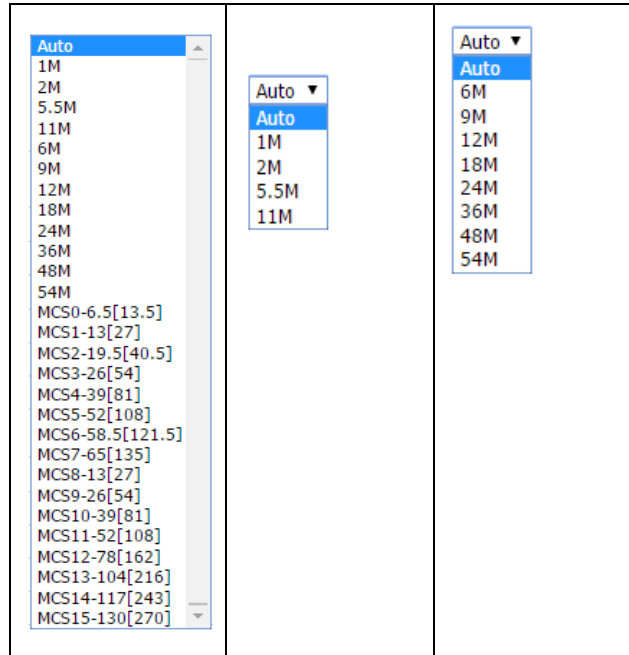 Auto
1M
2M
5.5M
11M
6M
9M
12M
18M
24M
36M
48M
54M
MCS0-6.5[13.5]
MCS1-13[27]
MCS2-19.5[40.5]
MCS3-26[54]
MCS4-39[81]
MCS5-52[108]
MCS6-58.5[121.5]
MCS7-65[135]
MCS8-13[27]
MCS9-26[54]
MCS10-39[81]
MCS11-52[108]
MCS12-78[162]
MCS13-104[216]
MCS14-117[243]
MCS15-130[270]
Auto
Auto
1M
2M
5.5M
11M
Auto
Auto
6M
9M
12M
18M
24M
36M
48M
54M